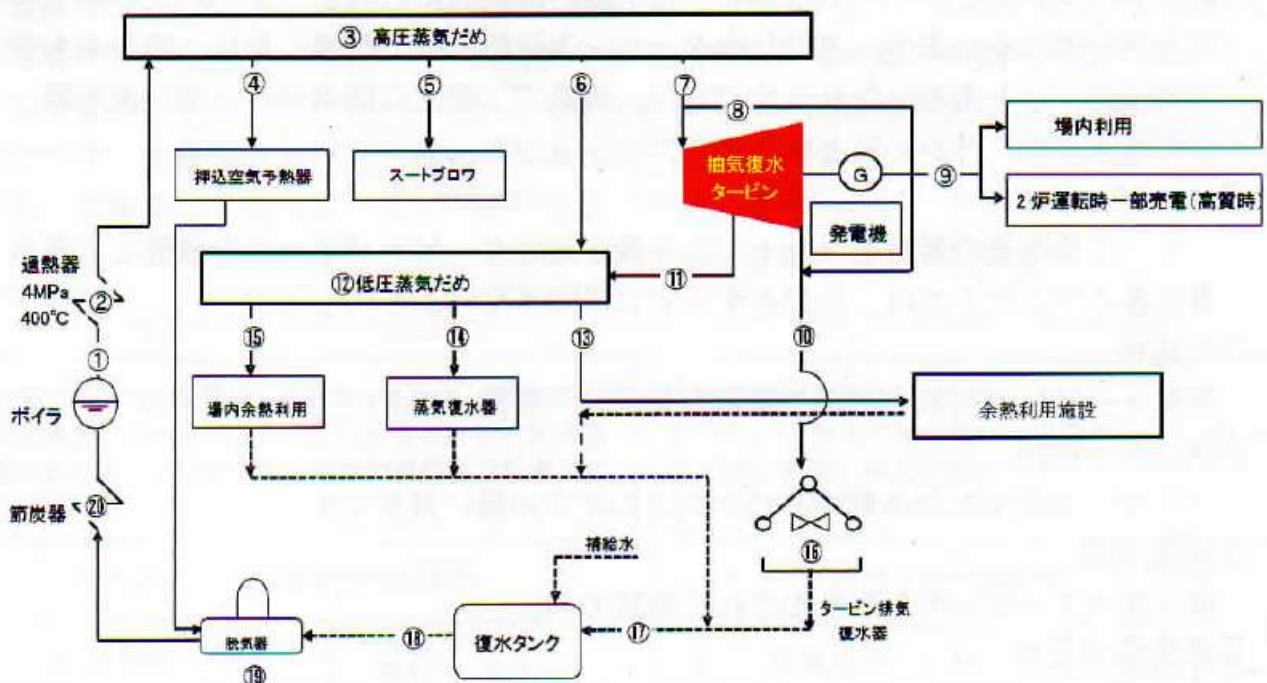 ③ 高圧蒸気だめ
④
⑤
⑥
⑦
⑧
押込空気予熱器
スートブロワ
抽気復水
タービン
G
⑨
場内利用
2炉運転時一部売電(高質時)
発電機
過熱器
4MPa
400℃
②
⑫低圧蒸気だめ
⑪
⑩
①
ボイラ
⑮
⑭
⑬
場内余熱利用
蒸気復水器
余熱利用施設
節炭器
⑳
補給水
⑯
タービン排気
復水器
脱気器
⑲
⑱
復水タンク
⑰